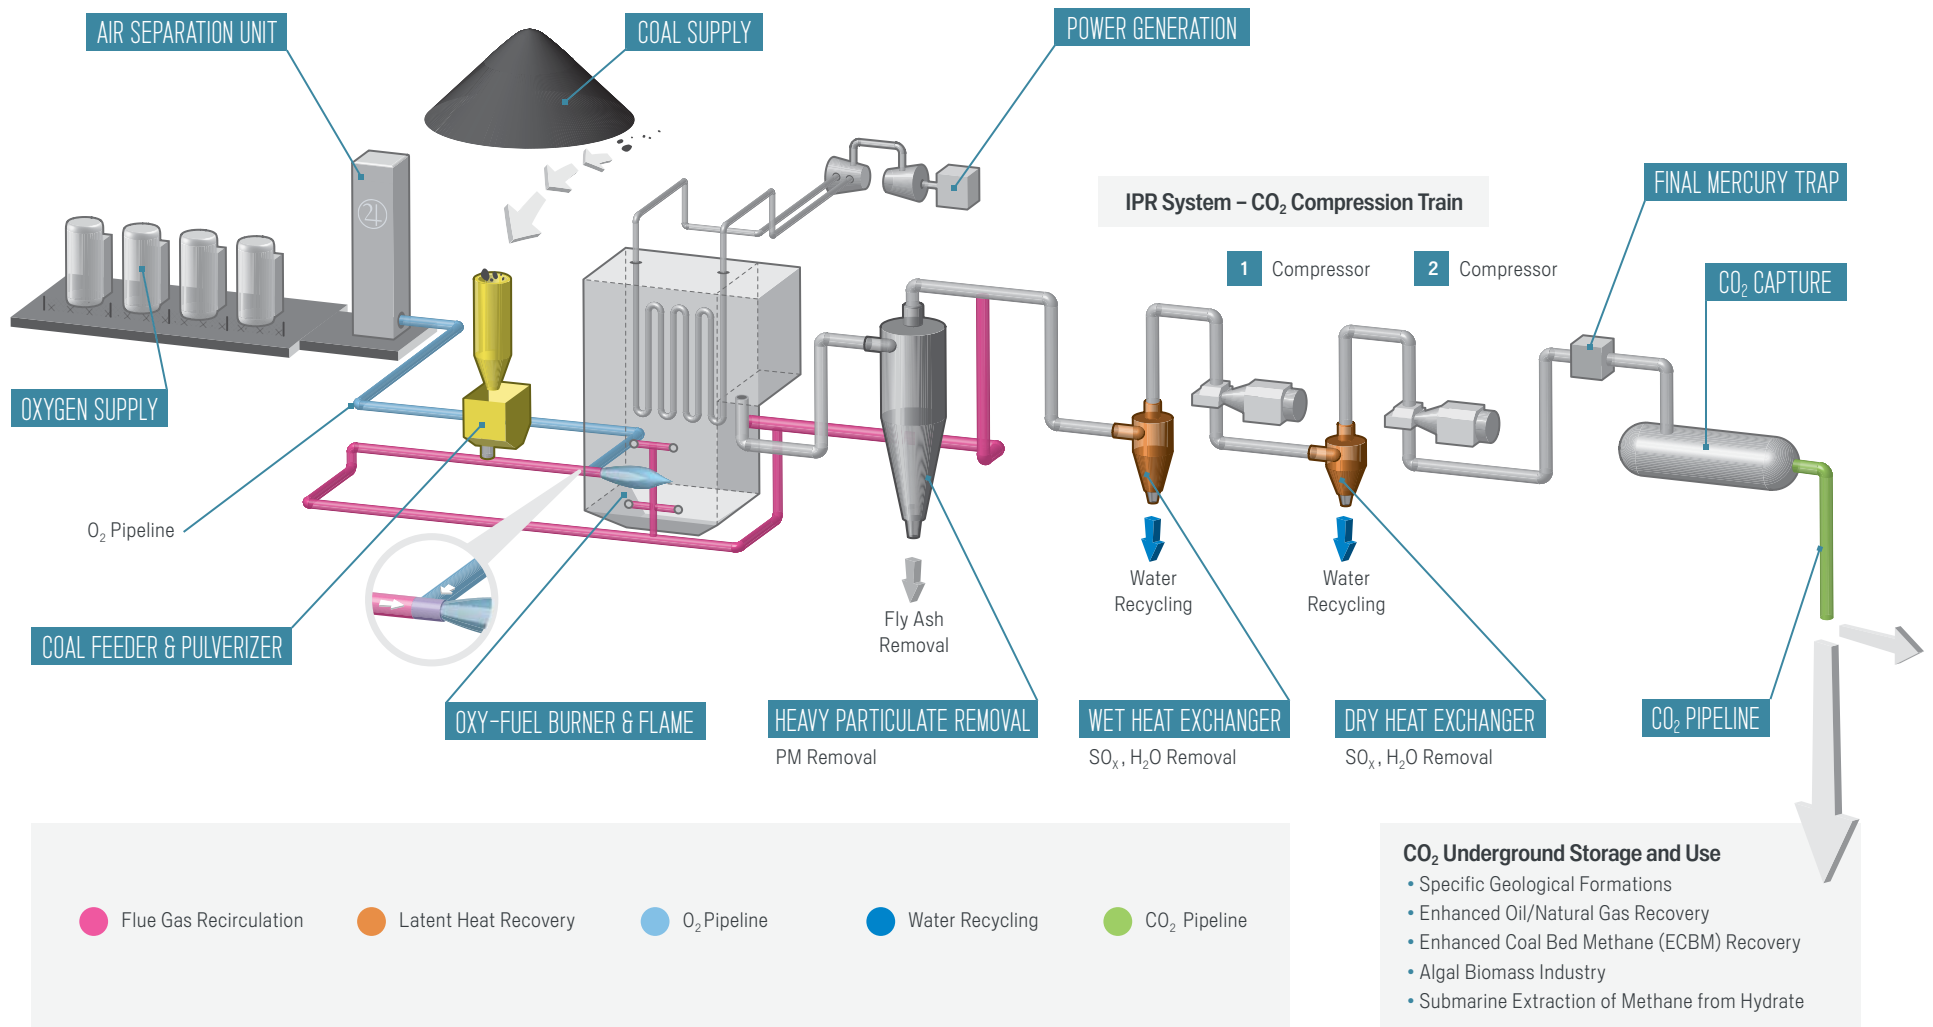 AIR SEPARATION UNIT
COAL SUPPLY
POWER GENERATION
FINAL MERCURY TRAP
IPR System – CO₂ Compression Train
1 Compressor
2 Compressor
CO₂ CAPTURE
OXYGEN SUPPLY
O₂ Pipeline
Water
Recycling
Water
Recycling
Fly Ash
Removal
COAL FEEDER & PULVERIZER
OXY-FUEL BURNER & FLAME
HEAVY PARTICULATE REMOVAL
PM Removal
WET HEAT EXCHANGER
SOₓ, H₂O Removal
DRY HEAT EXCHANGER
SOₓ, H₂O Removal
CO₂ PIPELINE
Flue Gas Recirculation
Latent Heat Recovery
O₂ Pipeline
Water Recycling
CO₂ Pipeline
CO₂ Underground Storage and Use
• Specific Geological Formations
• Enhanced Oil/Natural Gas Recovery
• Enhanced Coal Bed Methane (ECBM) Recovery
• Algal Biomass Industry
• Submarine Extraction of Methane from Hydrate